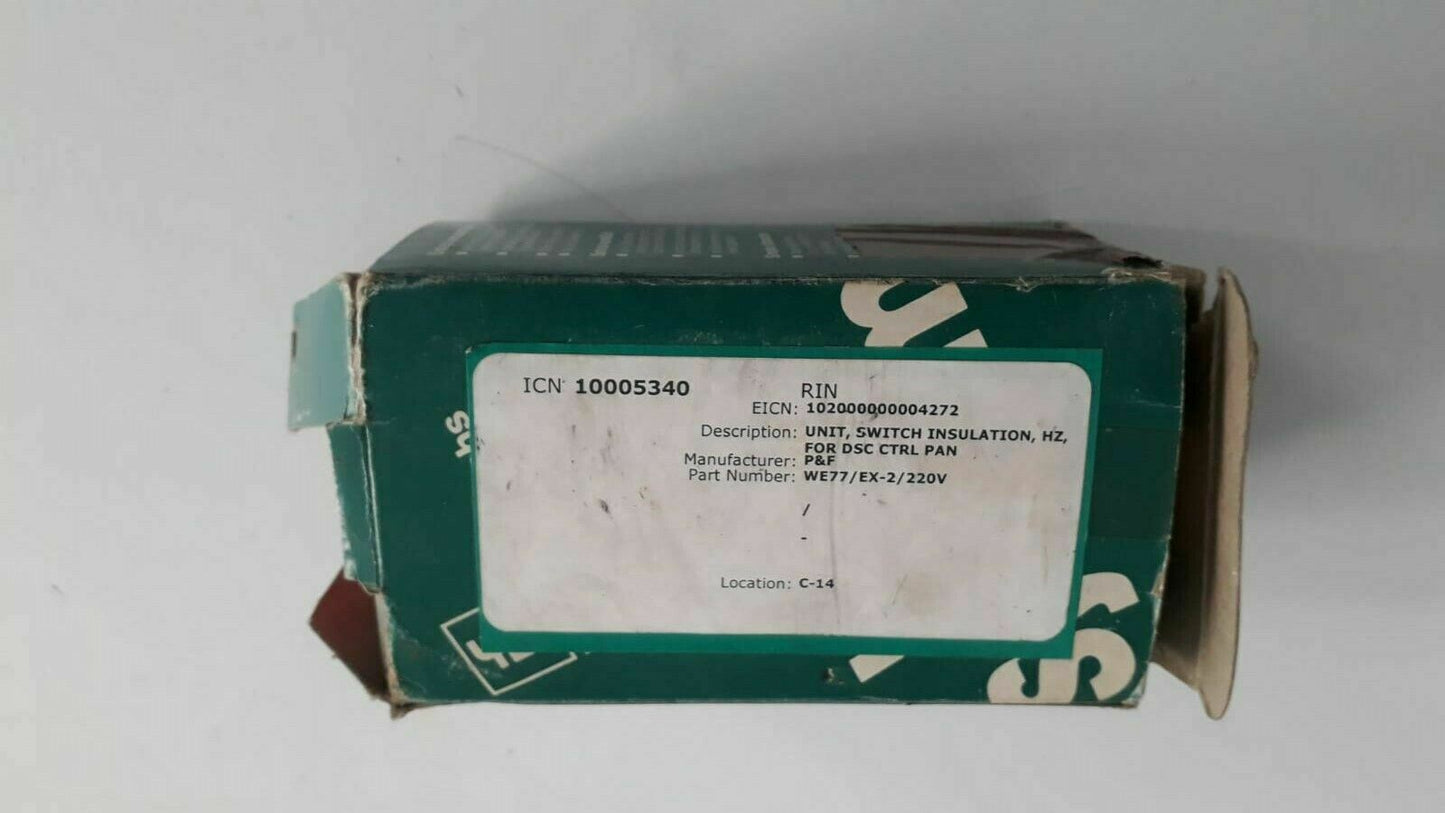 ICN 10005340 RIN
EICN: 102000000004272
Description: UNIT, SWITCH INSULATION, HZ,
FOR DSC CTRL PAN
Manufacturer: P&F
Part Number: WE77/EX-2/220V
/
-
Location: C-14